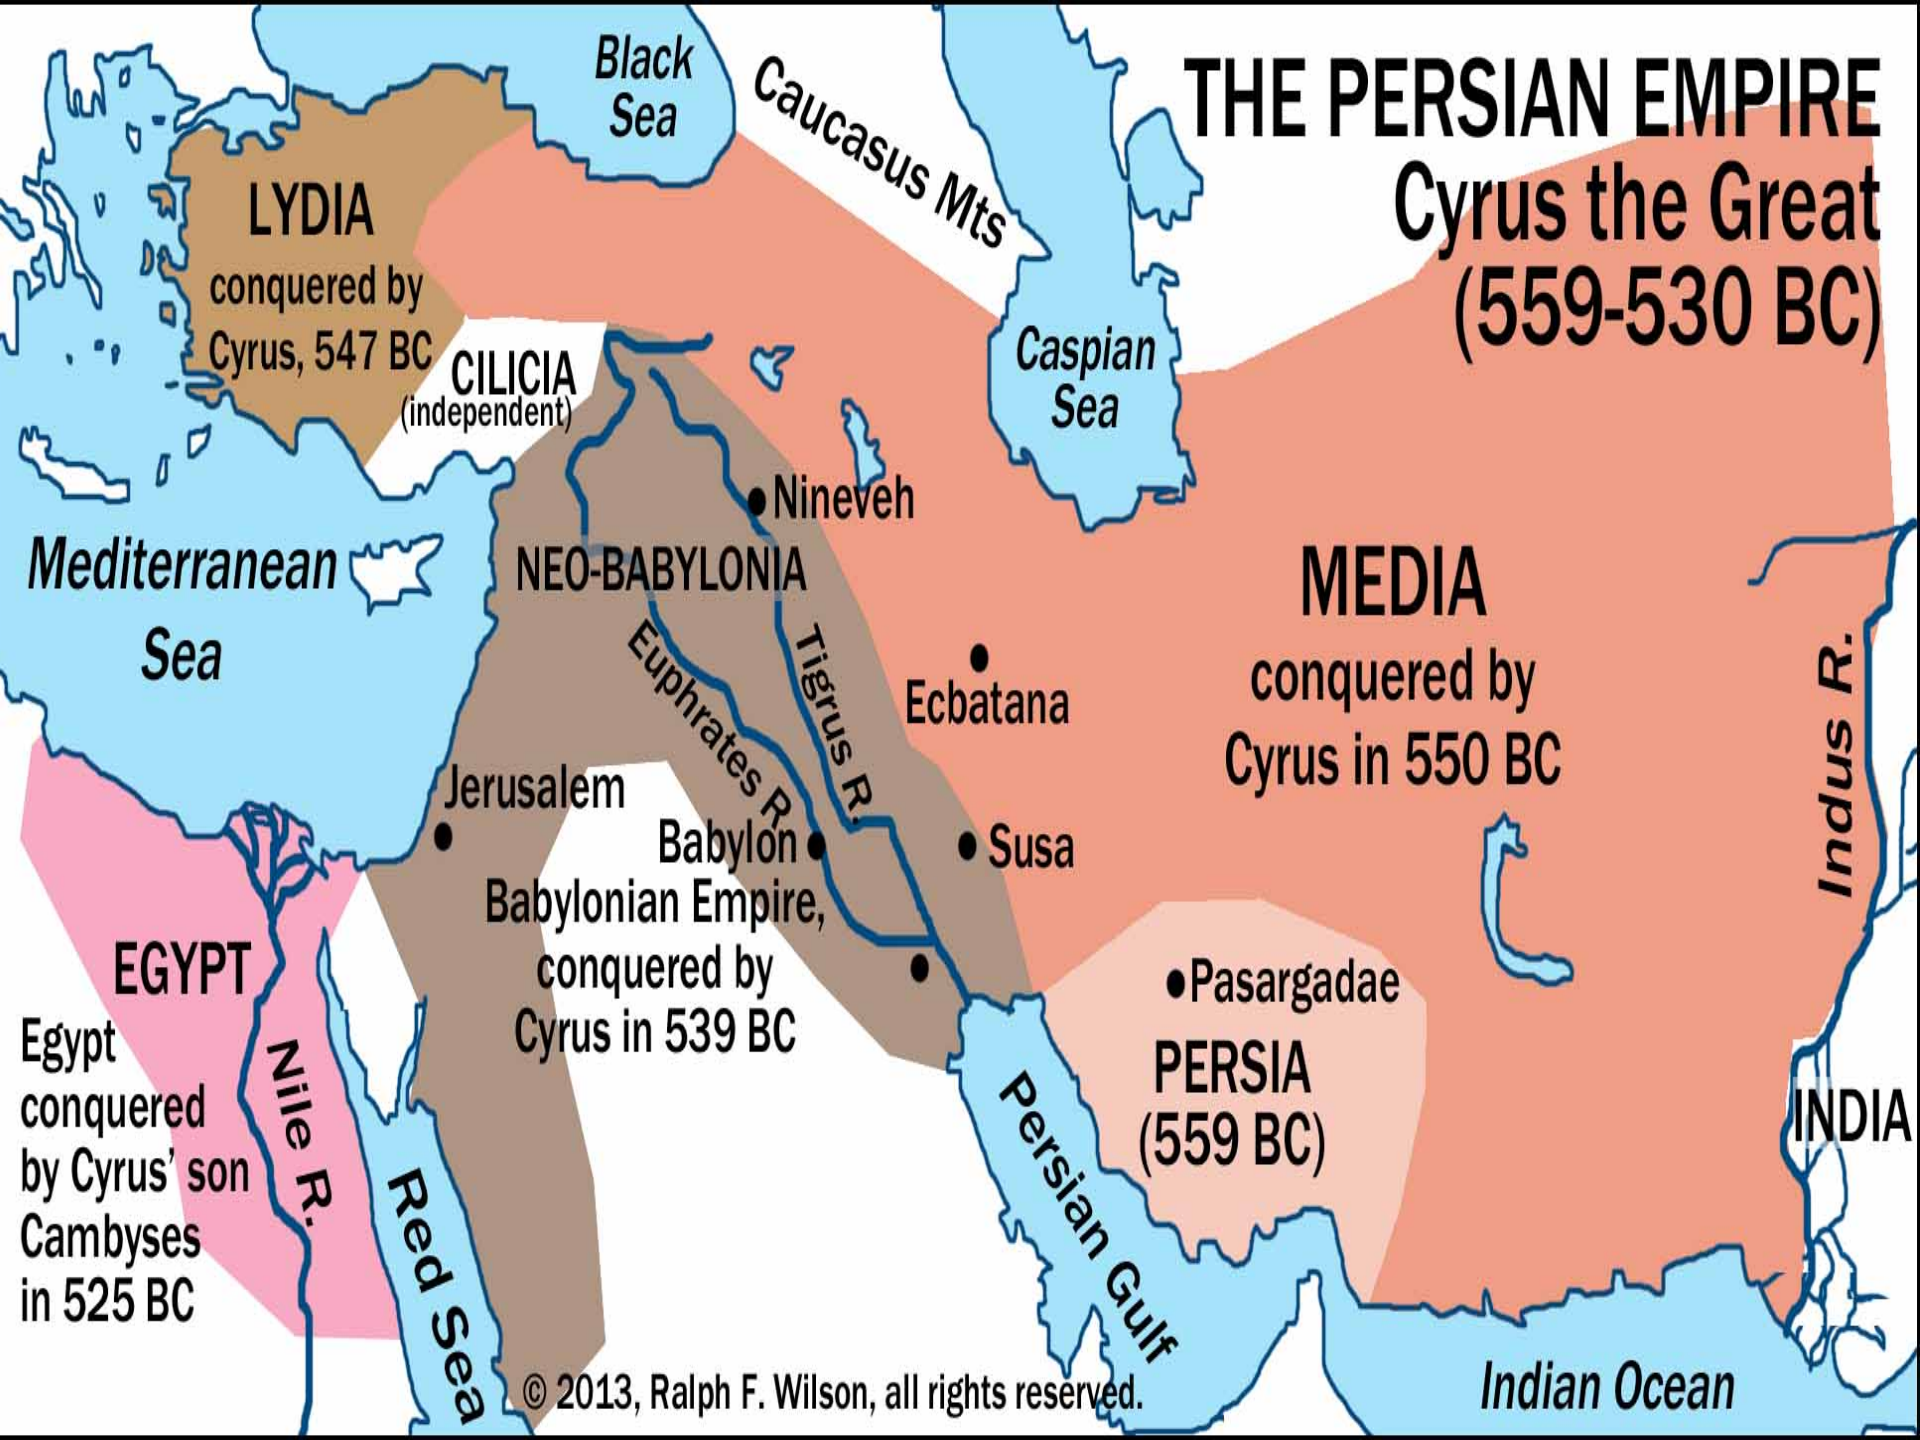 THE PERSIAN EMPIRE
Cyrus the Great
(559-530 BC)
Black
Sea
Caucasus Mts
LYDIA
conquered by
Cyrus, 547 BC
CILICIA
(independent)
Caspian
Sea
Nineveh
Mediterranean
Sea
NEO-BABYLONIA
MEDIA
conquered by
Cyrus in 550 BC
Euphrates R.
Tigrus R.
Ecbatana
Indus R.
Jerusalem
Babylon
Susa
Babylonian Empire,
conquered by
Cyrus in 539 BC
EGYPT
Egypt
conquered
by Cyrus’ son
Cambyses
in 525 BC
Nile R.
Red Sea
Pasargadae
PERSIA
(559 BC)
Persian Gulf
INDIA
Indian Ocean
© 2013, Ralph F. Wilson, all rights reserved.